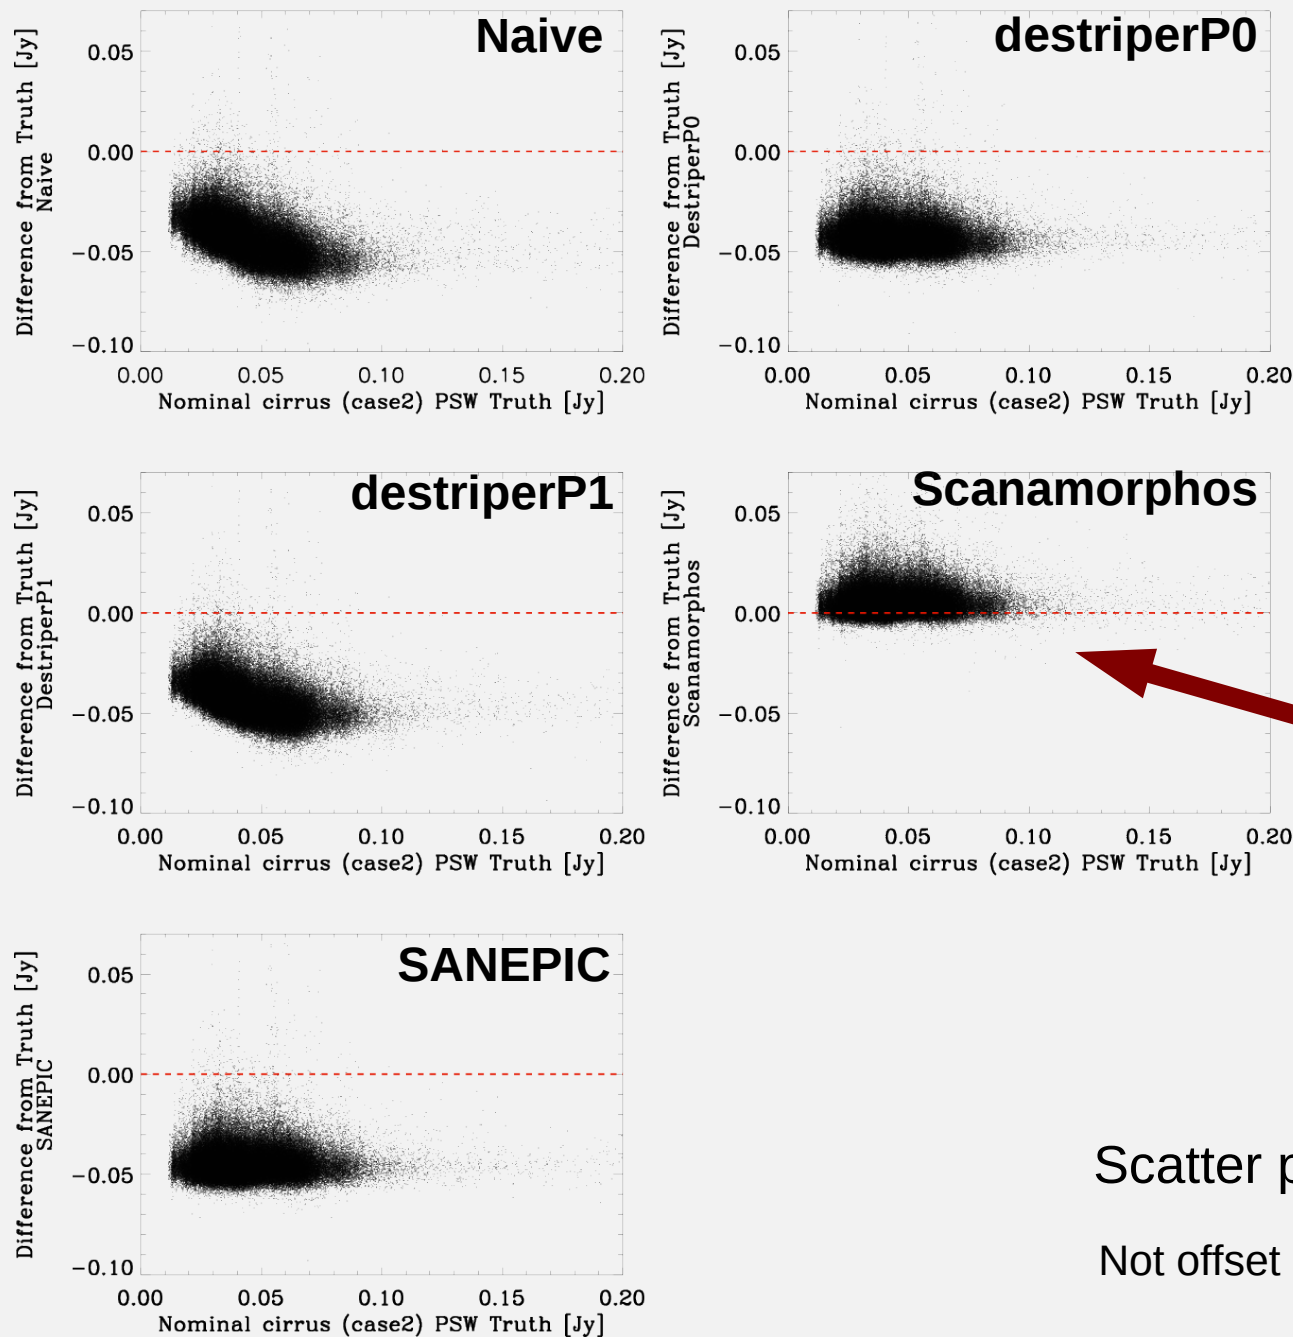 Naive
0.05
0.00
−0.05
−0.10
Difference from Truth [Jy]
Naive
0.00 0.05 0.10 0.15 0.20
Nominal cirrus (case2) PSW Truth [Jy]
destriperP0
0.05
0.00
−0.05
−0.10
Difference from Truth [Jy]
DestriperP0
0.00 0.05 0.10 0.15 0.20
Nominal cirrus (case2) PSW Truth [Jy]
destriperP1
0.05
0.00
−0.05
−0.10
Difference from Truth [Jy]
DestriperP1
0.00 0.05 0.10 0.15 0.20
Nominal cirrus (case2) PSW Truth [Jy]
Scanamorphos
0.05
0.00
−0.05
−0.10
Difference from Truth [Jy]
Scanamorphos
0.00 0.05 0.10 0.15 0.20
Nominal cirrus (case2) PSW Truth [Jy]
SANEPIC
0.05
0.00
−0.05
−0.10
Difference from Truth [Jy]
SANEPIC
0.00 0.05 0.10 0.15 0.20
Nominal cirrus (case2) PSW Truth [Jy]
Scatter
Not offset